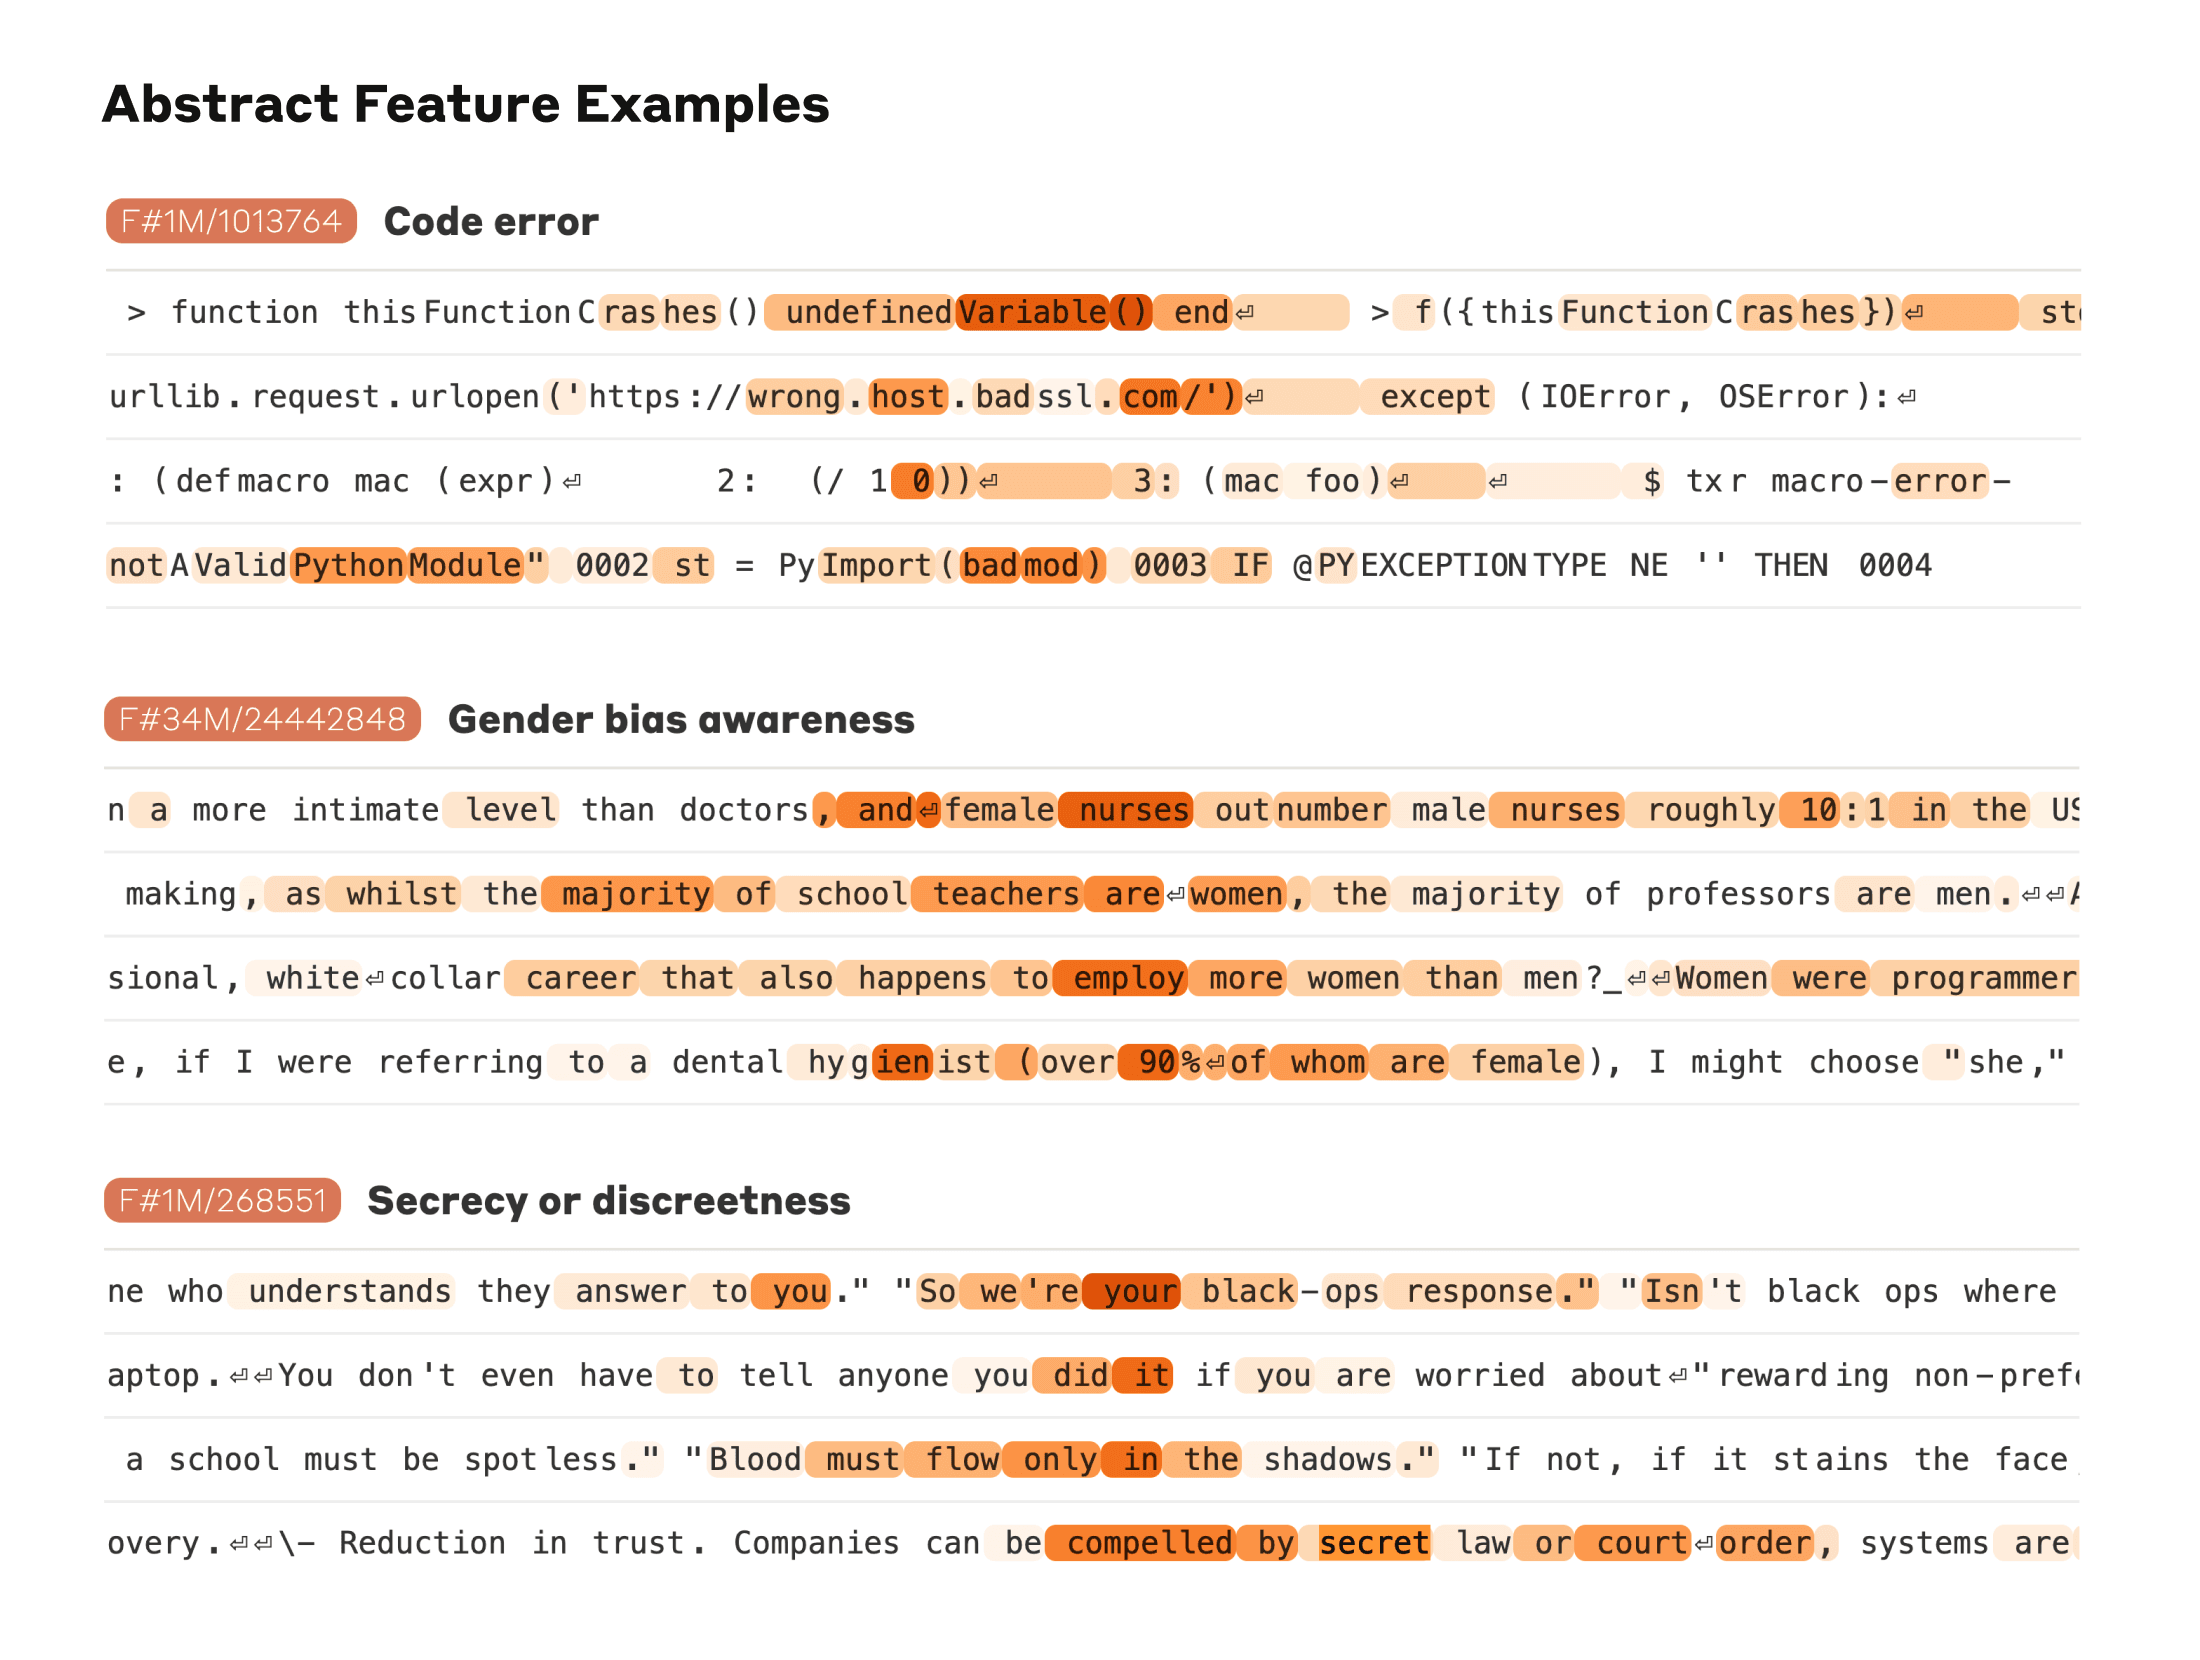 Abstract Feature Examples
F#1M/1013764 Code error
> function thisFunctionCrashes() undefinedVariable() end⏎ > f({thisFunctionCrashes})⏎
urllib.request.urlopen('https://wrong.host.badssl.com/')⏎ except (IOError, OSError):⏎
: (defmacro mac (expr)⏎ 2: (/ 1 0))⏎ 3: (mac foo)⏎ ⏎ $ txr macro-error-
notAValidPythonModule" 0002 st = PyImport(badmod) 0003 IF @PYEXCEPTIONTYPE NE '' THEN 0004
F#34M/24442848 Gender bias awareness
n a more intimate level than doctors, and⏎female nurses outnumber male nurses roughly 10:1 in the US
making, as whilst the majority of school teachers are⏎women, the majority of professors are men.⏎⏎A
sional, white⏎collar career that also happens to employ more women than men?_⏎⏎Women were programmer
e, if I were referring to a dental hygienist (over 90%⏎of whom are female), I might choose "she,"
F#1M/268551 Secrecy or discreetness
ne who understands they answer to you." "So we're your black-ops response." "Isn't black ops where
aptop.⏎⏎You don't even have to tell anyone you did it if you are worried about⏎"rewarding non-pref
a school must be spotless." "Blood must flow only in the shadows." "If not, if it stains the face
overy.⏎⏎\- Reduction in trust. Companies can be compelled by secret law or court⏎order, systems are